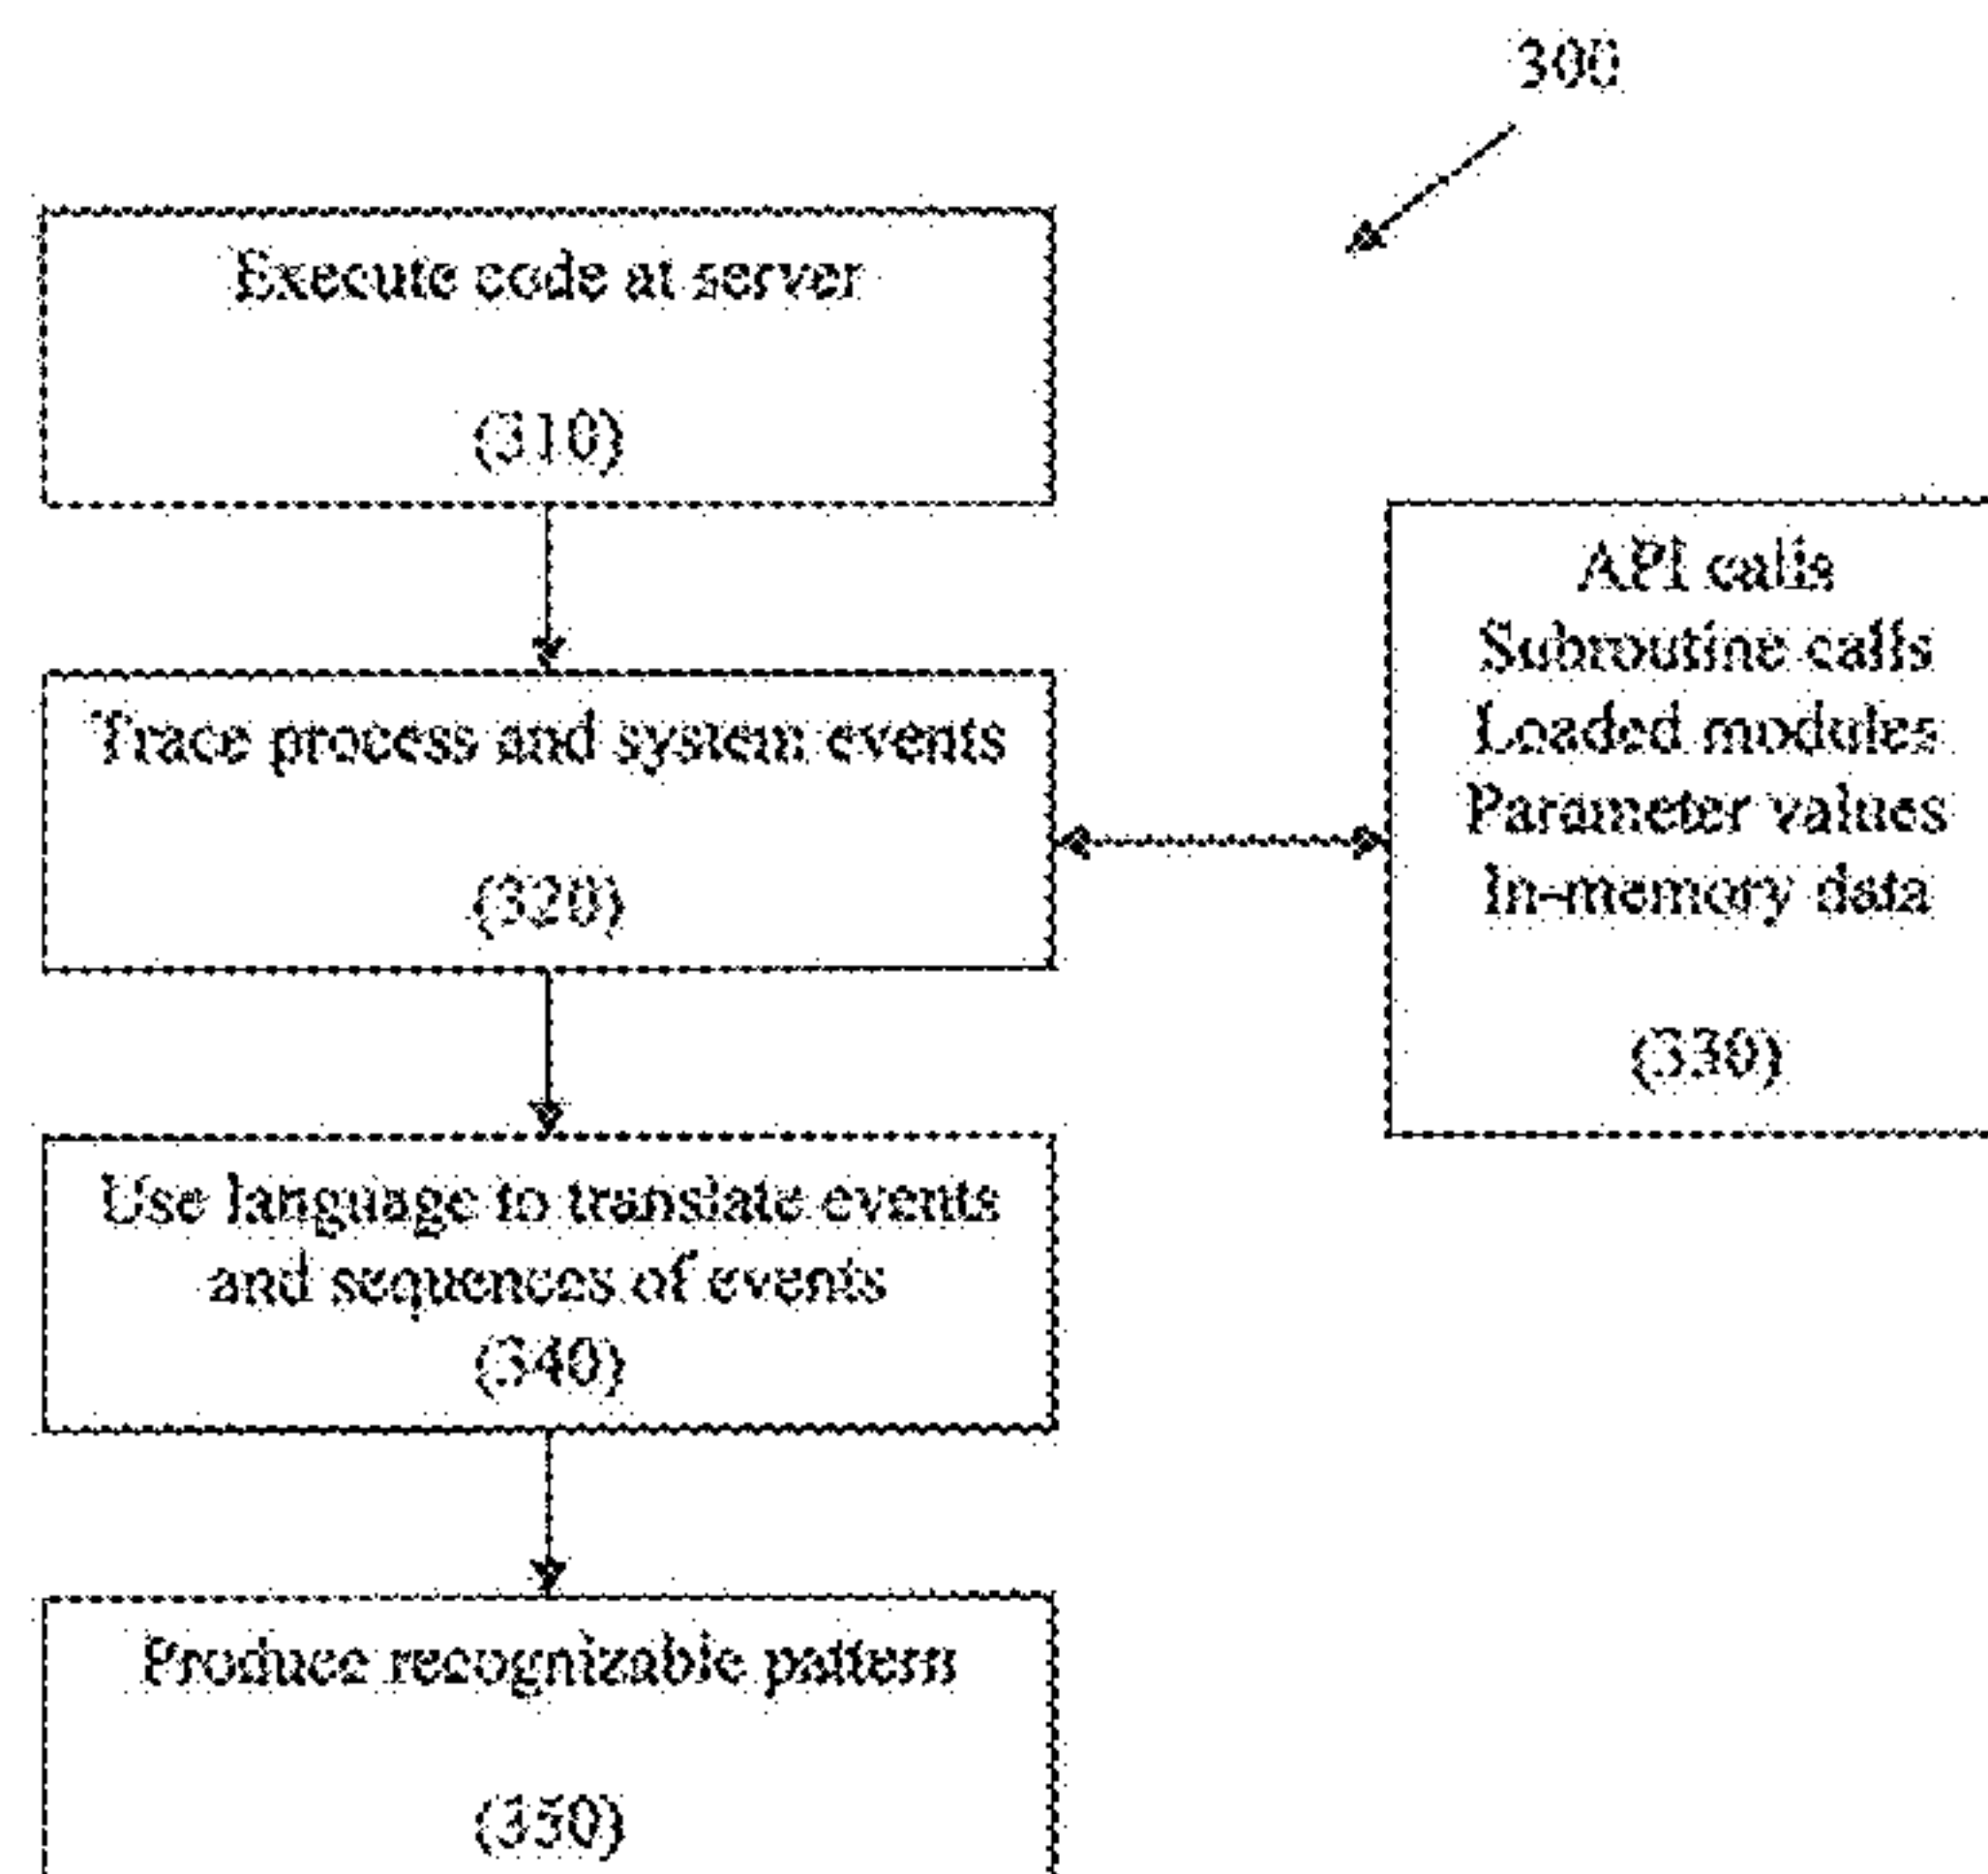 300
Execute code at server
(310)
API calls
Subroutine calls
Loaded modules
Parameter values
In-memory data
(330)
Trace process and system events
(320)
Use language to translate events
and sequences of events
(340)
Produce recognizable pattern
(350)